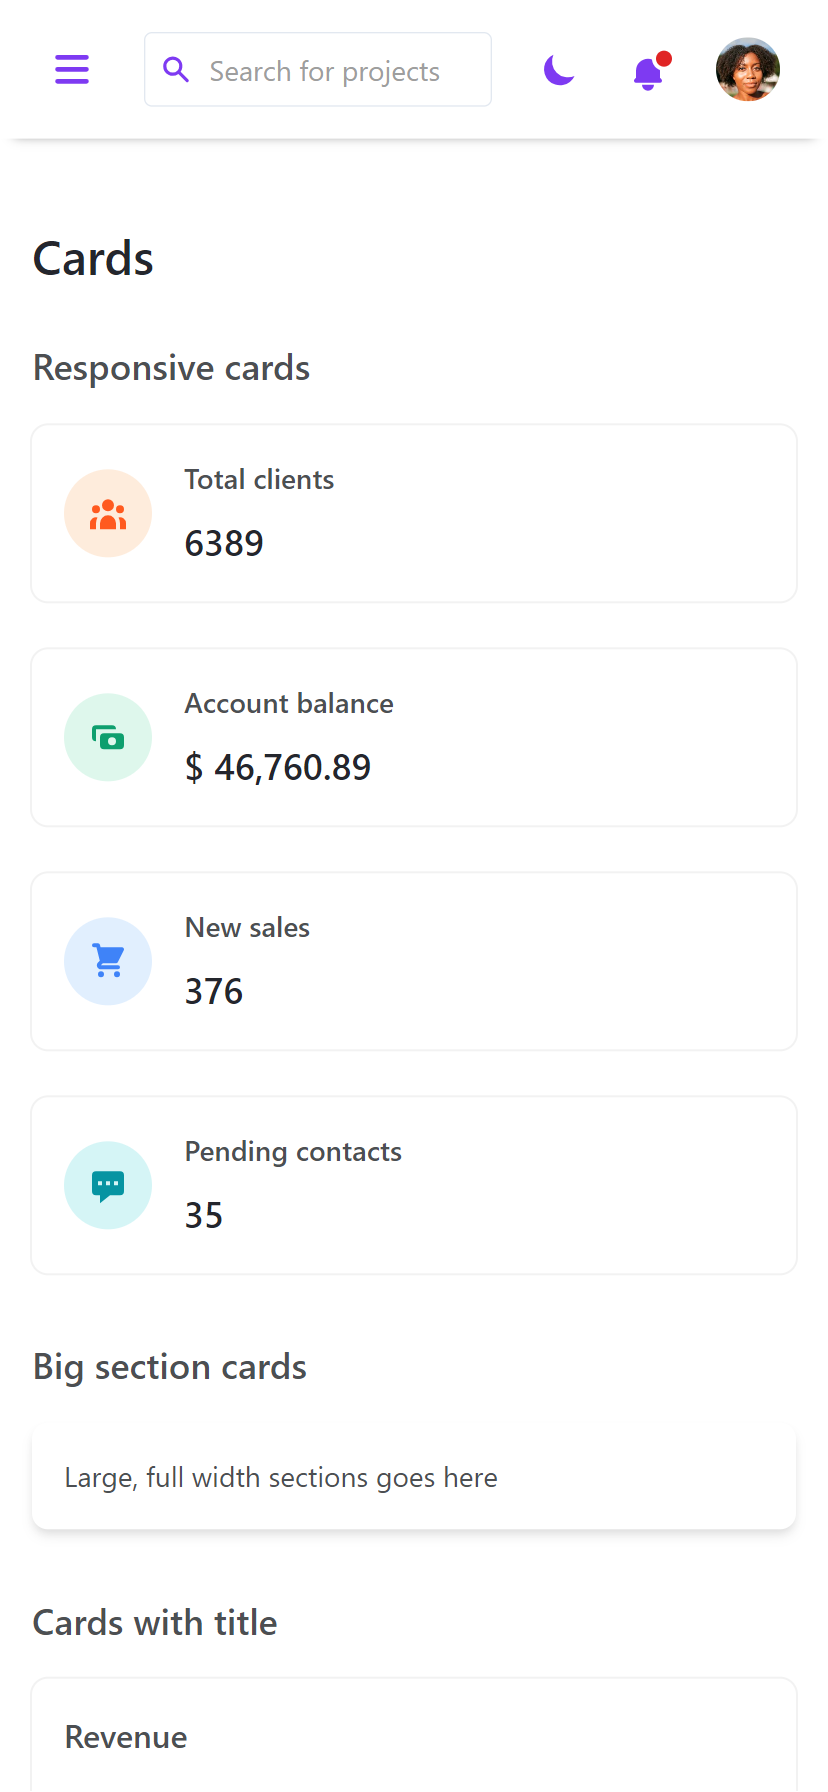 Search for projects
Cards
Responsive cards
Total clients
6389
Account balance
$ 46,760.89
New sales
376
Pending contacts
35
Big section cards
Large, full width sections goes here
Cards with title
Revenue